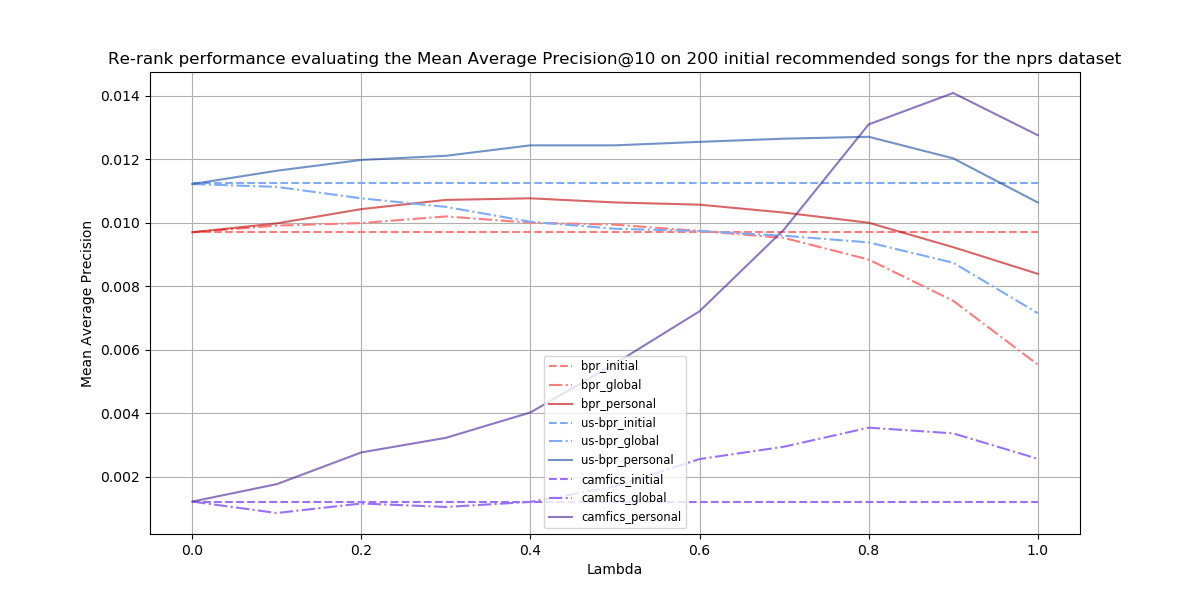 Re-rank performance evaluating the Mean Average Precision@10 on 200 initial recommended songs for the nprs dataset
Mean Average Precision
0.014
0.012
0.010
0.008
0.006
0.004
0.002
bpr_initial
bpr_global
bpr_personal
us-bpr_initial
us-bpr_global
us-bpr_personal
camfics_initial
camfics_global
camfics_personal
0.0 0.2 0.4 0.6 0.8 1.0
Lambda